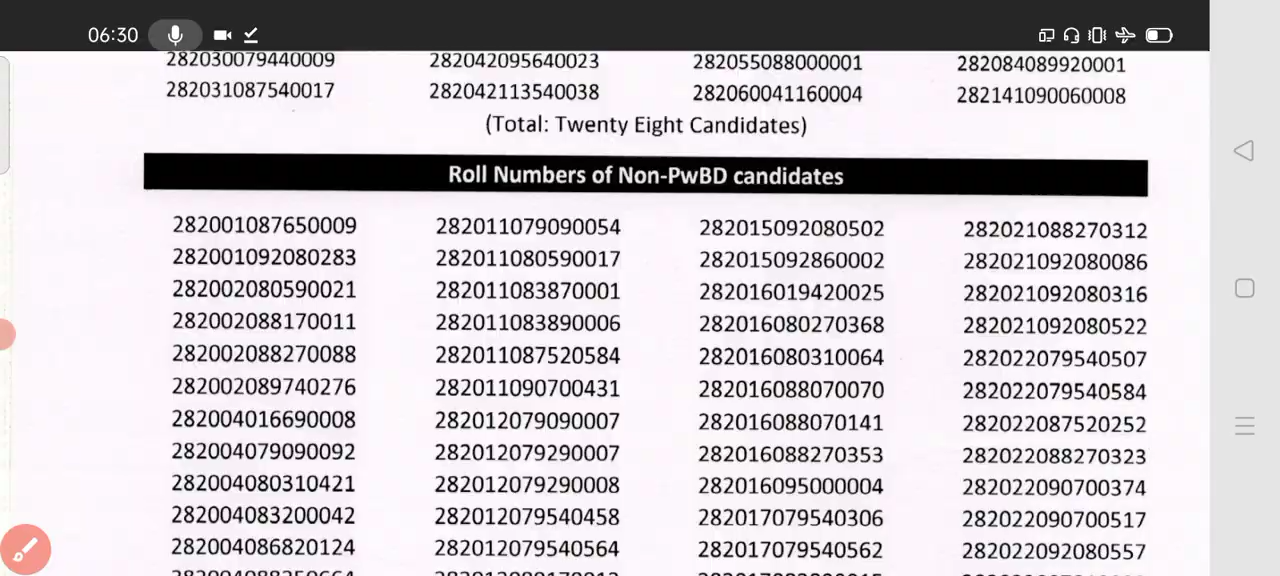 06:30
282030079440009 282042095640023 282055088000001 282084089920001
282031087540017 282042113540038 282060041160004 282141090060008
(Total: Twenty Eight Candidates)
Roll Numbers of Non-PwBD candidates
282001087650009 282011079090054 282015092080502 282021088270312
282001092080283 282011080590017 282015092860002 282021092080086
282002080590021 282011083870001 282016019420025 282021092080316
282002088170011 282011083890006 282016080270368 282021092080522
282002088270088 282011087520584 282016080310064 282022079540507
282002089740276 282011090700431 282016088070070 282022079540584
282004016690008 282012079090007 282016088070141 282022087520252
282004079090092 282012079290007 282016088270353 282022088270323
282004080310421 282012079290008 282016095000004 282022090700374
282004083200042 282012079540458 282017079540306 282022090700517
282004086820124 282012079540564 282017079540562 282022092080557